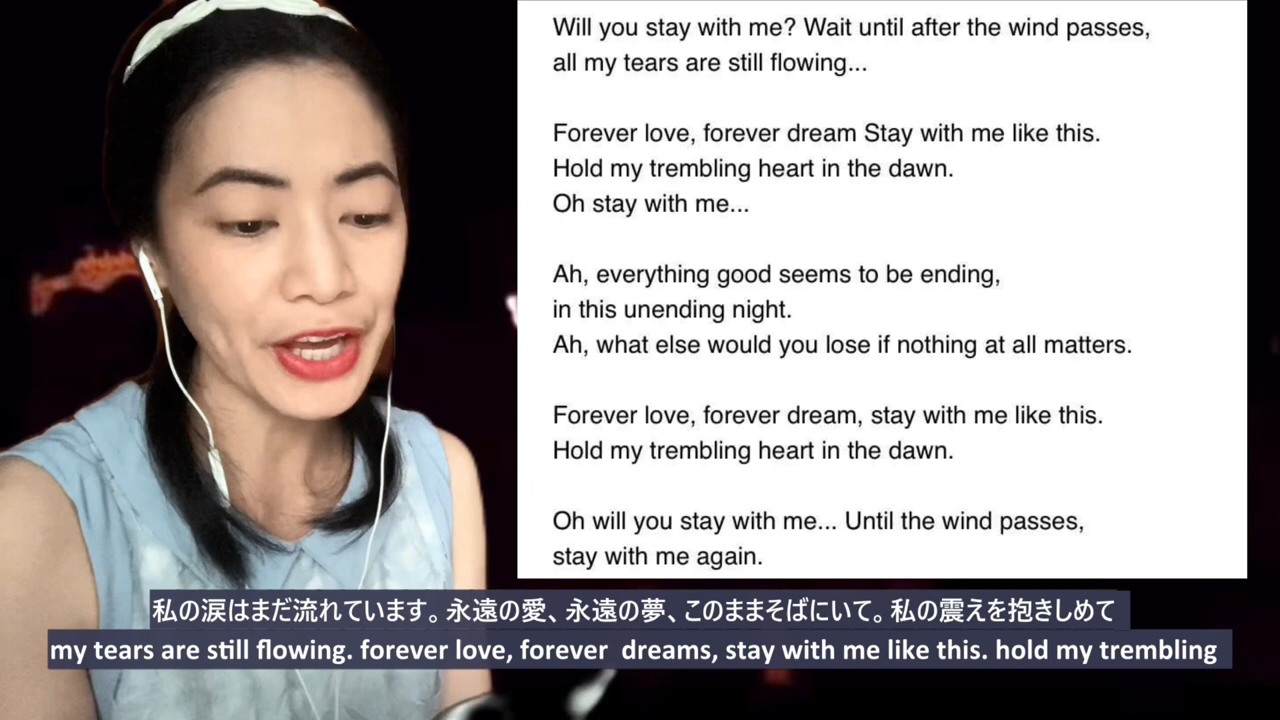 Will you stay with me? Wait until after the wind passes,
all my tears are still flowing...
Forever love, forever dream Stay with me like this.
Hold my trembling heart in the dawn.
Oh stay with me...
Ah, everything good seems to be ending,
in this unending night.
Ah, what else would you lose if nothing at all matters.
Forever love, forever dream, stay with me like this.
Hold my trembling heart in the dawn.
Oh will you stay with me... Until the wind passes,
stay with me again.
私の涙はまだ流れています。永遠の愛、永遠の夢、このままそばにいて。私の震えを抱きしめて
my tears are still flowing. forever love, forever  dreams, stay with me like this. hold my trembling